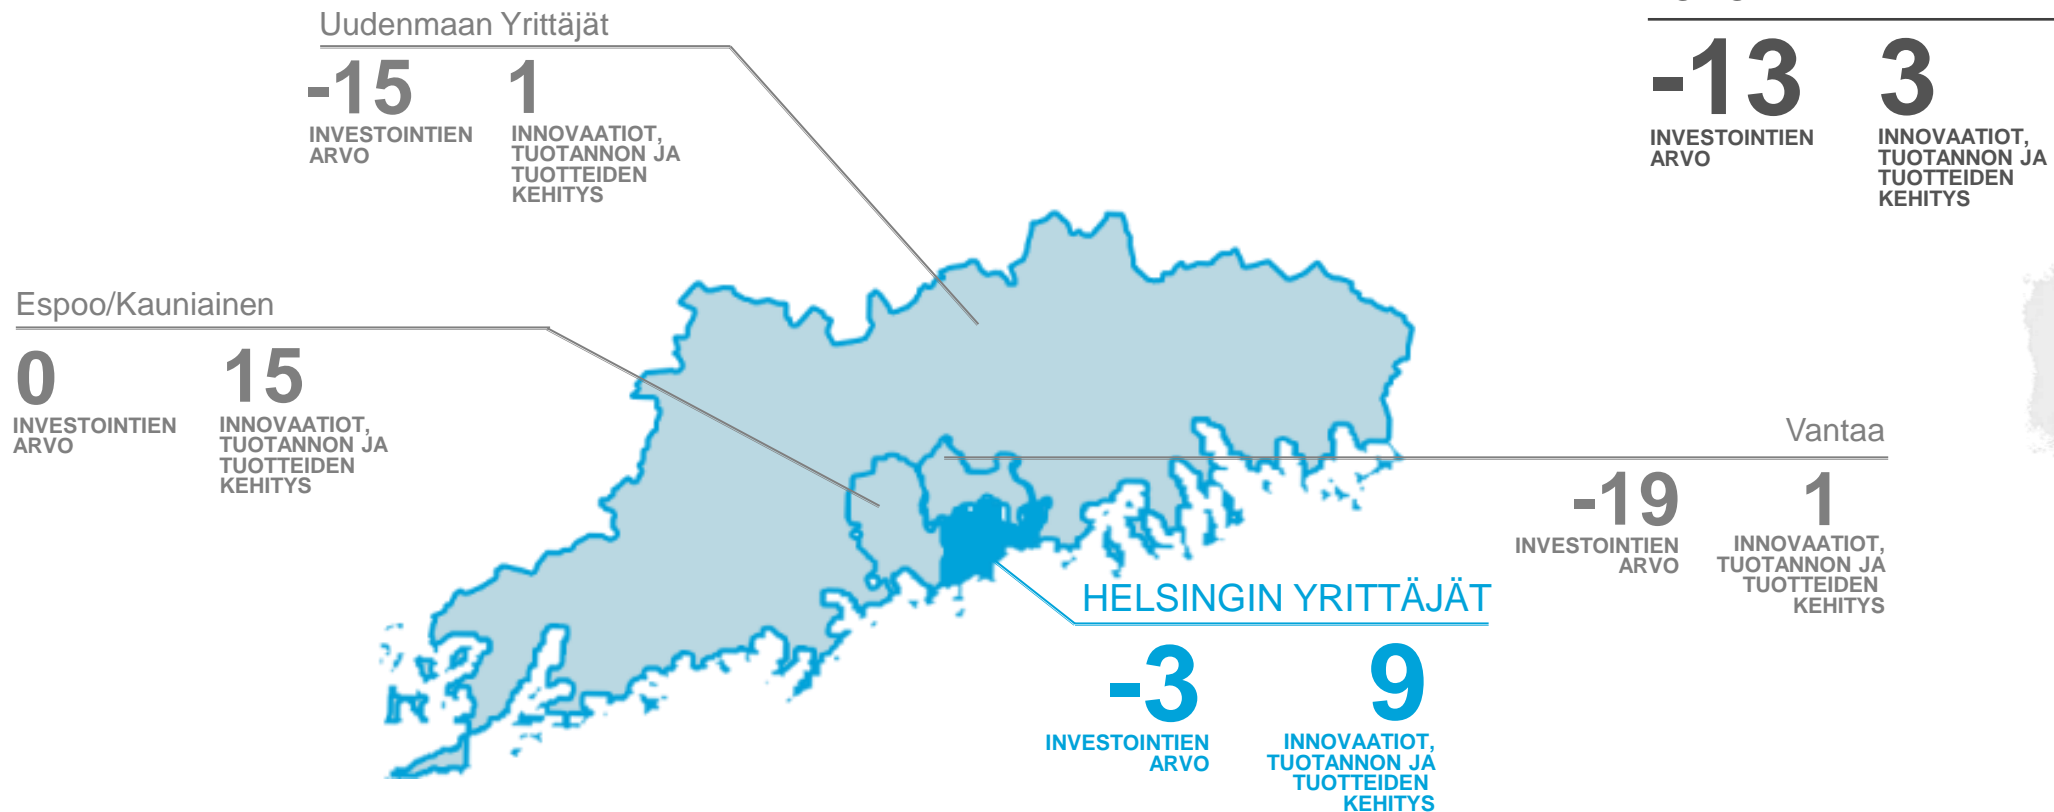 Uudenmaan Yrittäjät
-15 1
INVESTOINTIEN
ARVO
INNOVAATIOT,
TUOTANNON JA
TUOTTEIDEN
KEHITYS
-13 3
INVESTOINTIEN
ARVO
INNOVAATIOT,
TUOTANNON JA
TUOTTEIDEN
KEHITYS
Espoo/Kauniainen
0 15
INVESTOINTIEN
ARVO
INNOVAATIOT,
TUOTANNON JA
TUOTTEIDEN
KEHITYS
Vantaa
-19 1
INVESTOINTIEN
ARVO
INNOVAATIOT,
TUOTANNON JA
TUOTTEIDEN
KEHITYS
HELSINGIN YRITTÄJÄT
-3 9
INVESTOINTIEN
ARVO
INNOVAATIOT,
TUOTANNON JA
TUOTTEIDEN
KEHITYS